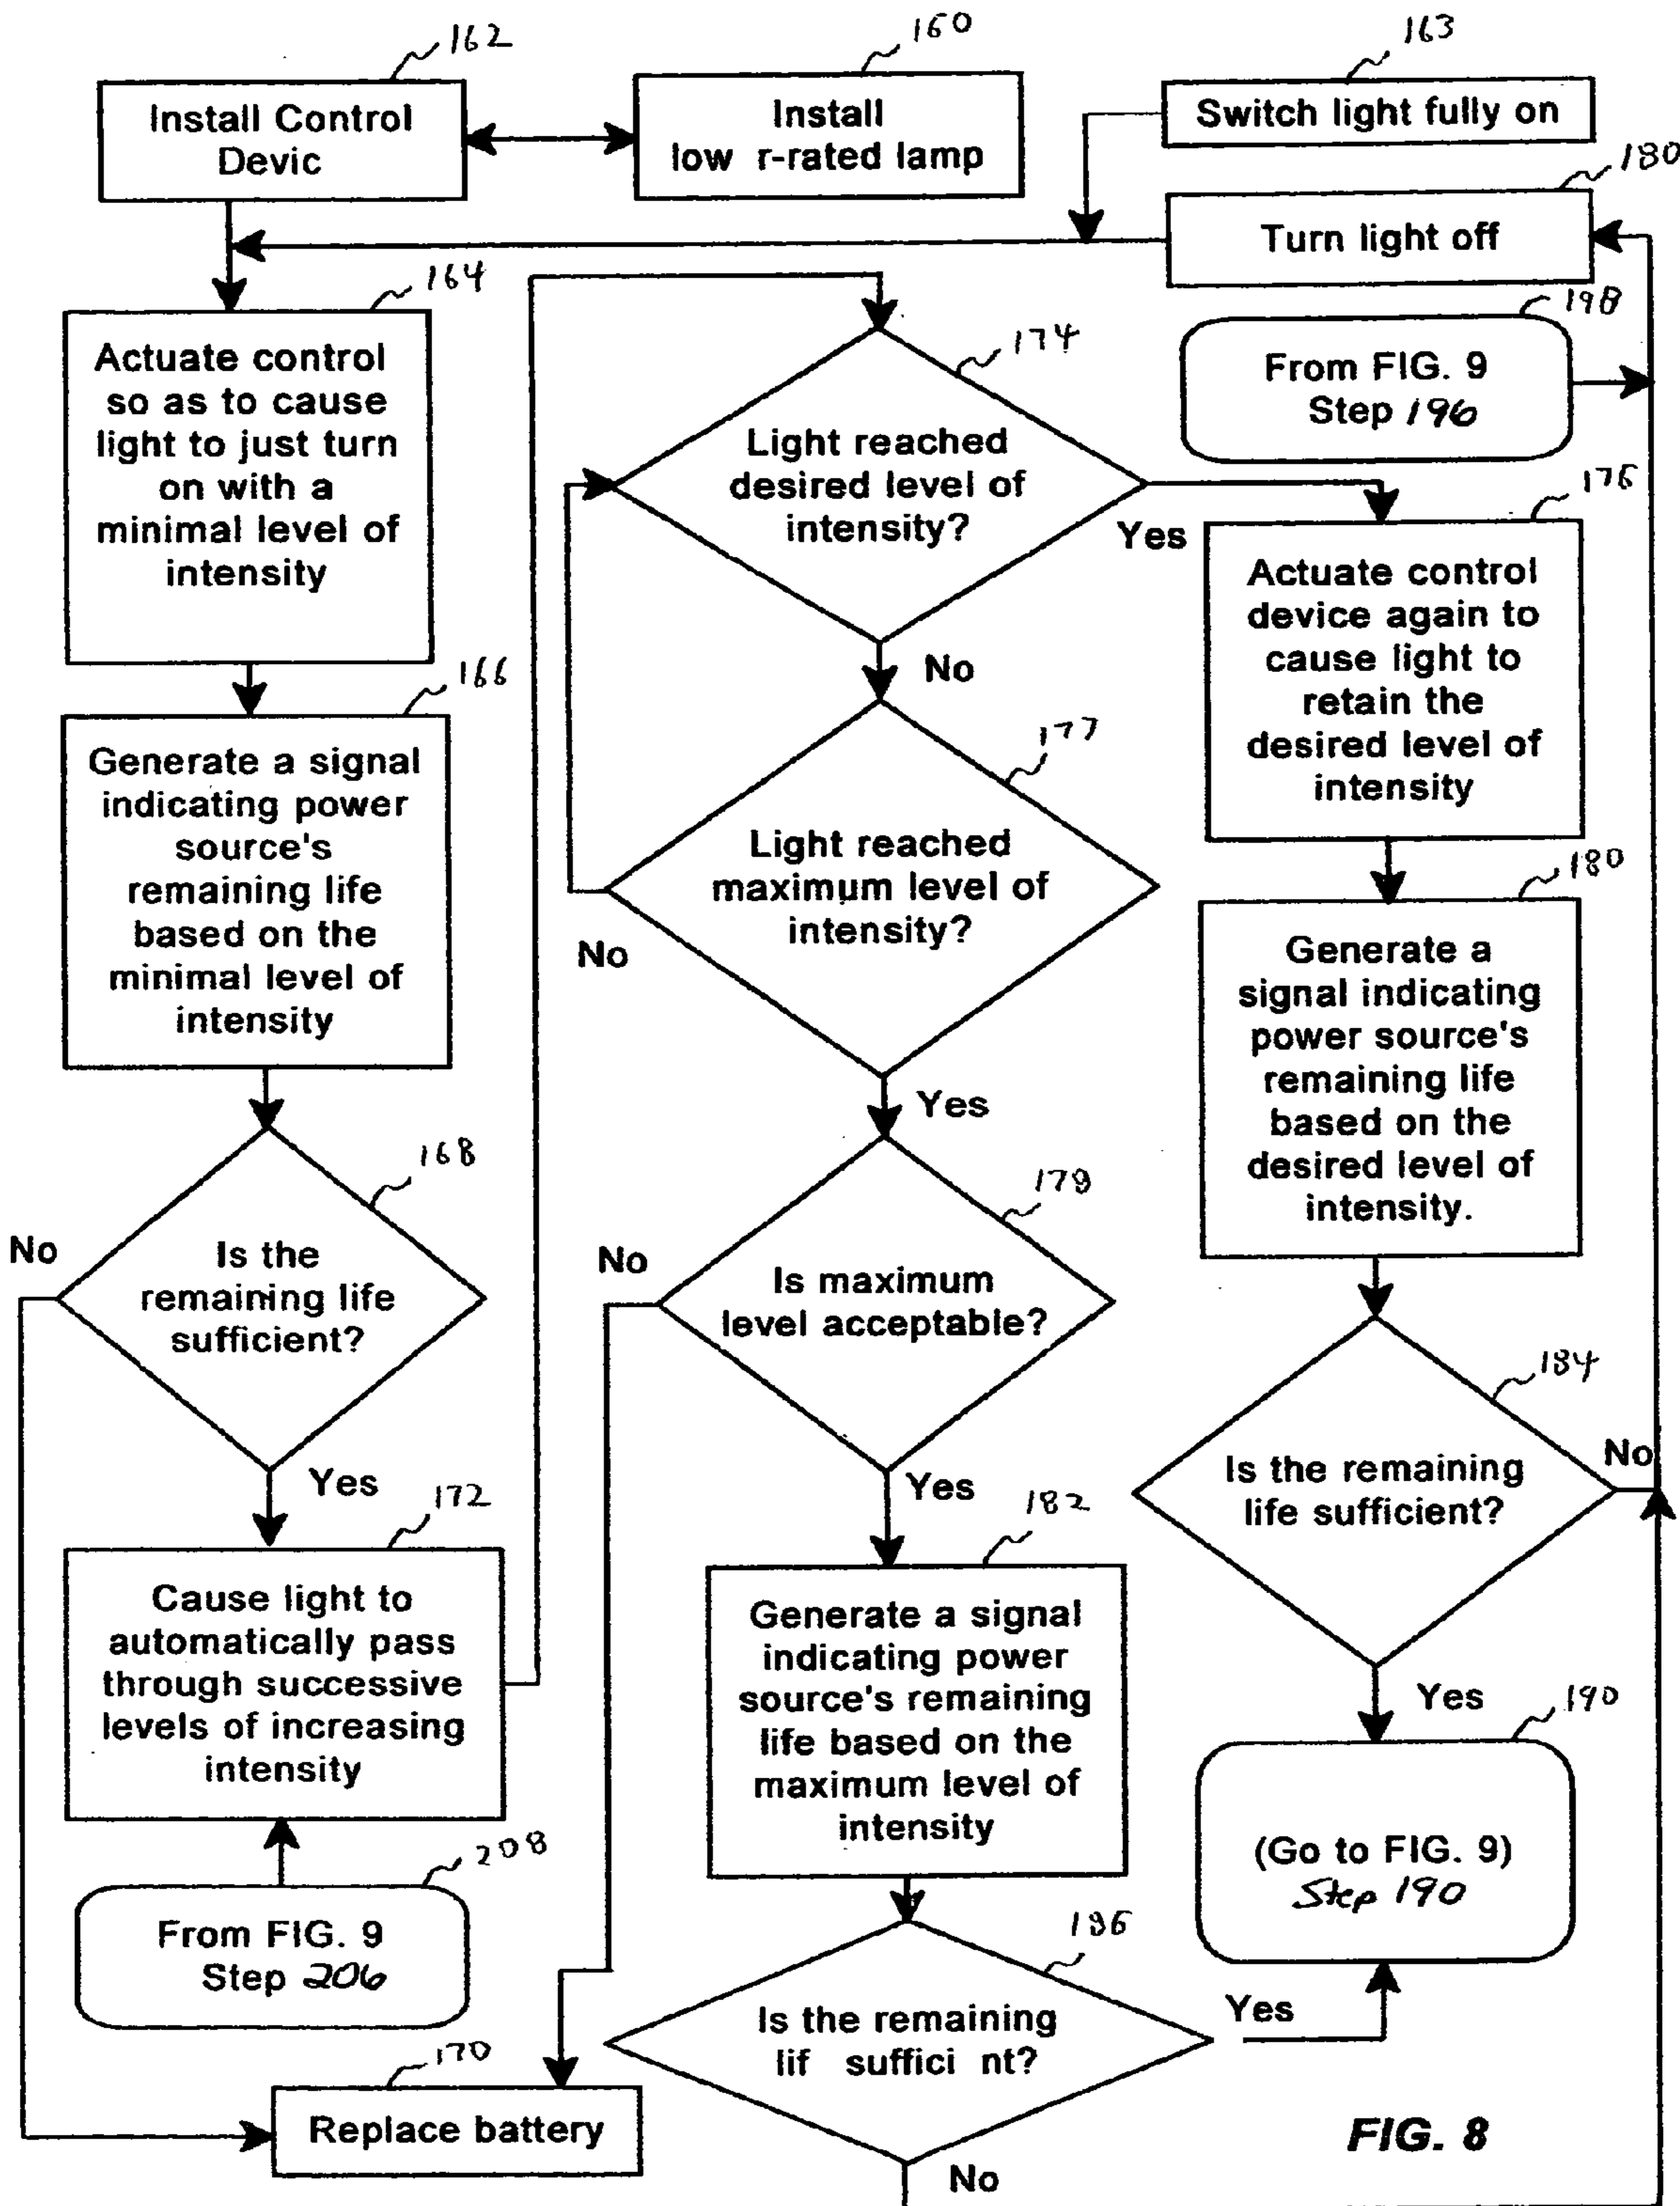 162
Install Control
Devic
160
Install
low r-rated lamp
163
Switch light fully on
180
Turn light off
164
Actuate control
so as to cause
light to just turn
on with a
minimal level of
intensity
174
Light reached
desired level of
intensity?
Yes
No
198
From FIG. 9
Step 196
176
Actuate control
device again to
cause light to
retain the
desired level of
intensity
166
Generate a signal
indicating power
source's
remaining life
based on the
minimal level of
intensity
177
Light reached
maximum level of
intensity?
No
Yes
180
Generate a
signal indicating
power source's
remaining life
based on the
desired level of
intensity.
168
Is the
remaining life
sufficient?
No
Yes
179
Is maximum
level acceptable?
No
Yes
184
Is the remaining
life sufficient?
No
Yes
172
Cause light to
automatically pass
through successive
levels of increasing
intensity
182
Generate a signal
indicating power
source's remaining
life based on the
maximum level of
intensity
190
(Go to FIG. 9)
Step 190
208
From FIG. 9
Step 206
186
Is the remaining
lif suffici nt?
Yes
No
170
Replace battery
FIG. 8